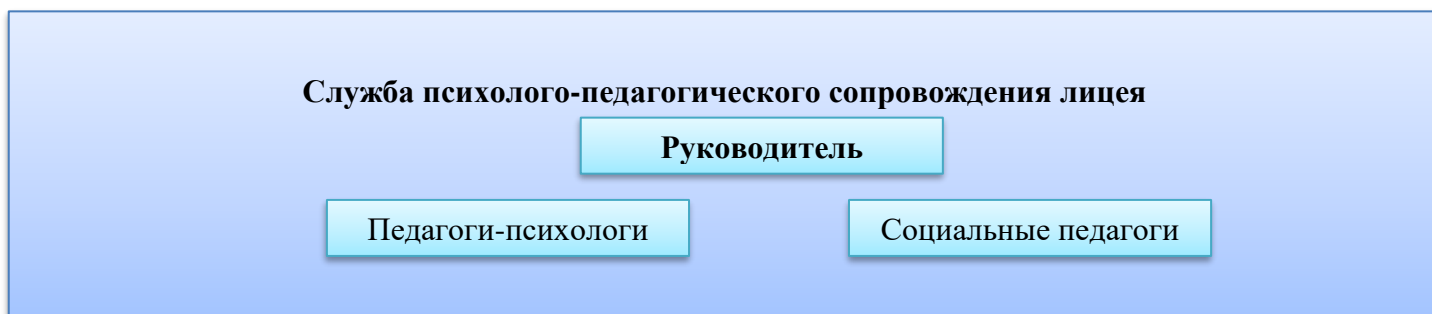 Служба психолого-педагогического сопровождения лицея
Руководитель
Педагоги-психологи
Социальные педагоги